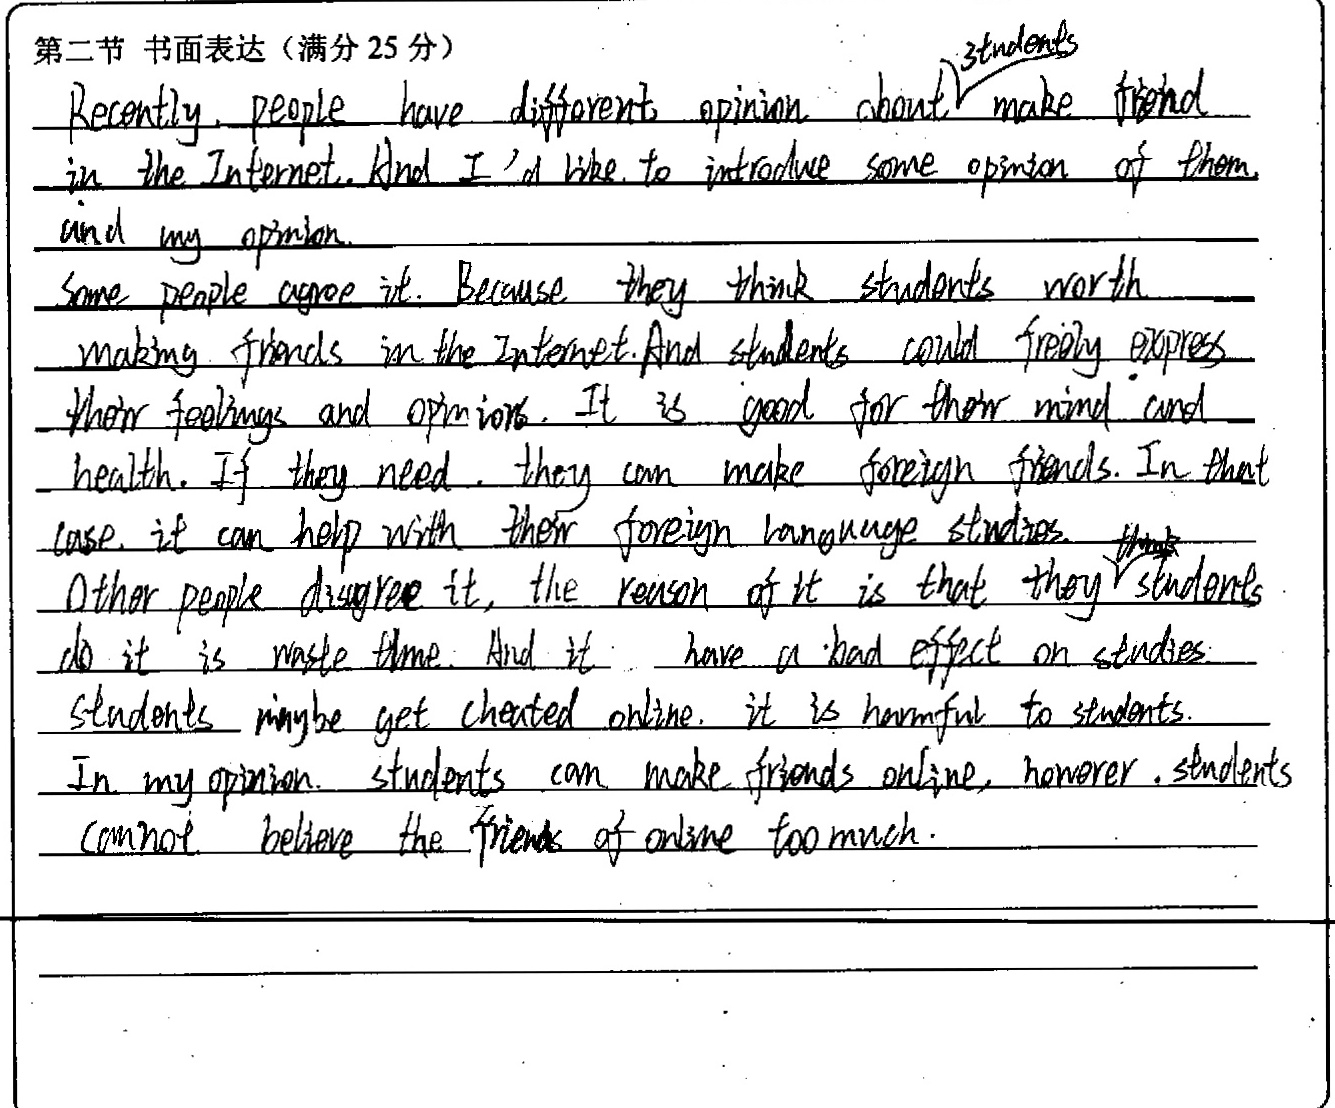 第二节 书面表达（满分 25 分）
students
Recently, people have different opinion about make friend
in the Internet. And I'd like to introduce some opinion of them.
and my opinion.
Some people agree it. Because they think students worth
making friends in the Internet. And students could freely express
their feelings and opinions. It is good for their mind and
health. If they need, they can make foreign friends. In that
case, it can help with their foreign language studies.
think
Other people disagree it, the reason of it is that they students
do it is waste time. And it have a bad effect on studies.
students maybe get cheated online. it is harmful to students.
In my opinion. students can make friends online, however, students
cannot believe the friends of online too much.